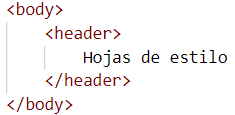 <body>
<header>
Hojas de estilo
</header>
</body>